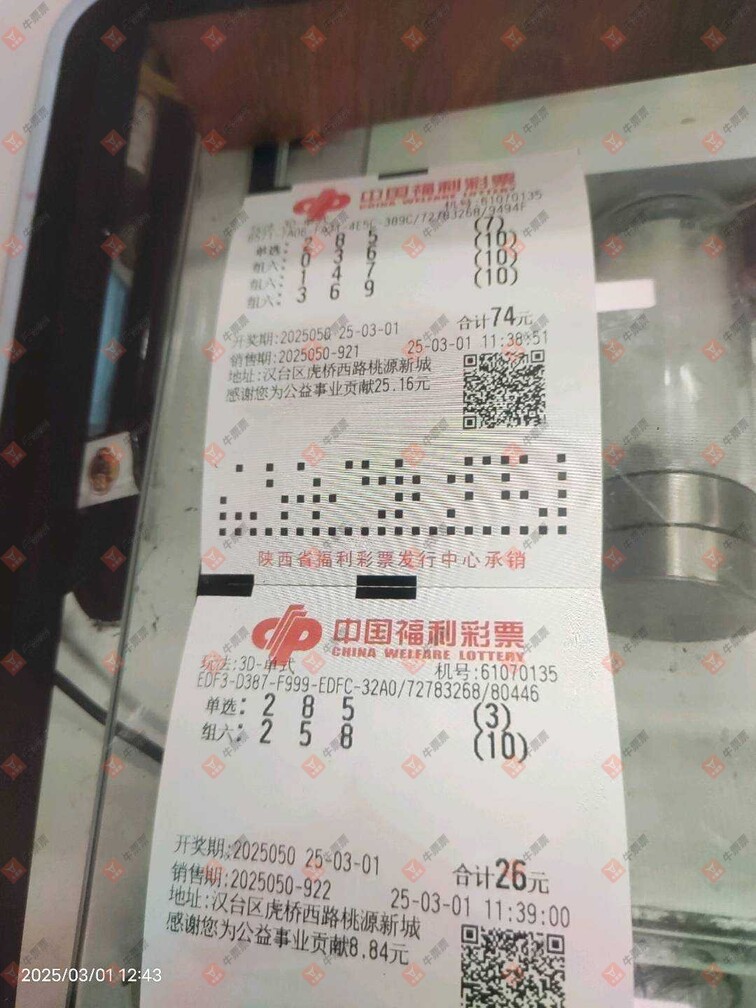 中国福利彩票
CHINA WELFARE LOTTERY
机号:61070135
4E5C-389C/72783268/9494F
单选: 2 8 5 (7)
组六: 0 3 6 (10)
组六: 1 4 7 (10)
组六: 3 6 9 (10)
开奖期:2025050 25-03-01 合计74元
销售期:2025050-921 25-03-01 11:38:51
地址:汉台区虎桥西路桃源新城
感谢您为公益事业贡献25.16元
陕西省福利彩票发行中心承销
中国福利彩票
CHINA WELFARE LOTTERY
玩法:3D-单式 机号:61070135
EDF3-D387-F999-EDFC-32A0/72783268/80446
单选: 2 8 5 (3)
组六: 2 5 8 (10)
开奖期:2025050 25-03-01 合计26元
销售期:2025050-922 25-03-01 11:39:00
地址:汉台区虎桥西路桃源新城
感谢您为公益事业贡献8.84元
2025/03/01 12:43
牛票票